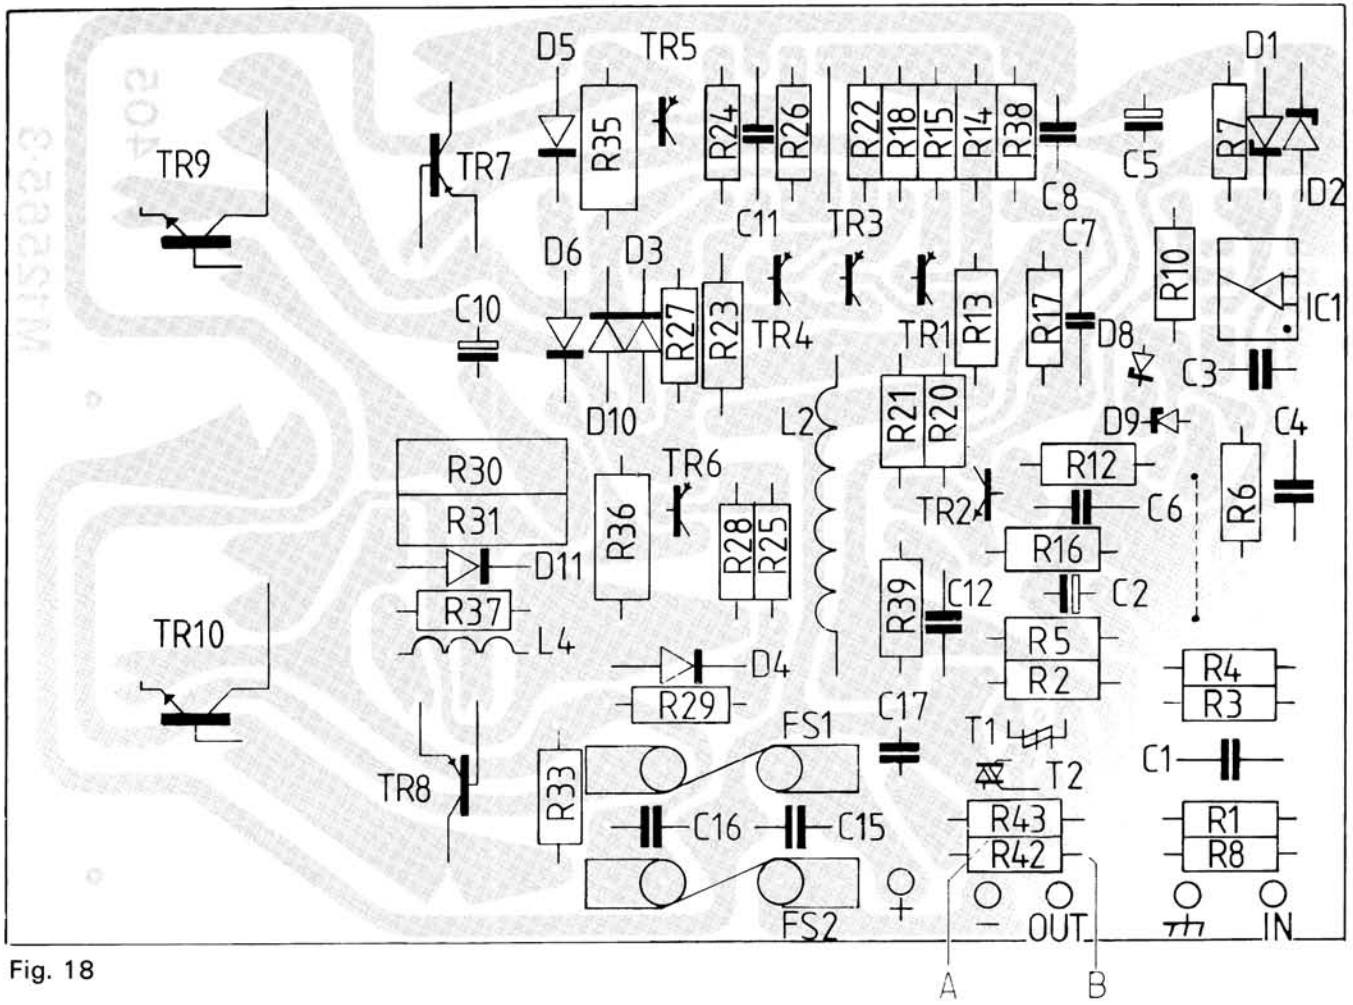 D5
TR5
D1
405
M12565-3
TR9
TR7
R35
R24
R26
R22
R18
R15
R14
R38
C8
C5
R7
D2
C11
TR3
C7
D6
D3
C10
R27
R23
TR4
TR1
R13
R17
D8
R10
IC1
C3
D10
L2
R21
R20
D9
C4
R30
R31
TR6
R12
R36
R28
R25
TR2
C6
R6
R16
D11
R37
R39
C12
C2
TR10
L4
R5
D4
R2
R4
R29
R3
C17
FS1
T1
T2
C1
TR8
R33
C16
C15
R43
R1
R42
R8
FS2
+
−
OUT
IN
A
B
Fig. 18